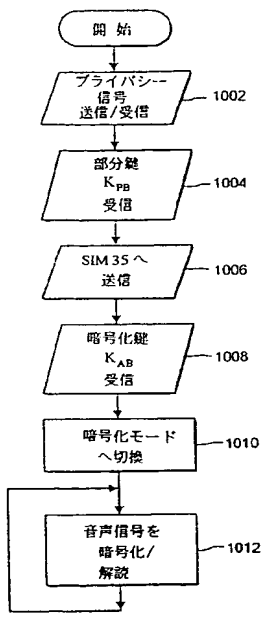 開始
プライバシー
信号
送信/受信
1002
部分鍵
K_PB
受信
1004
SIM 35へ
送信
1006
暗号化鍵
K_AB
受信
1008
暗号化モード
へ切換
1010
音声信号を
暗号化/
解読
1012